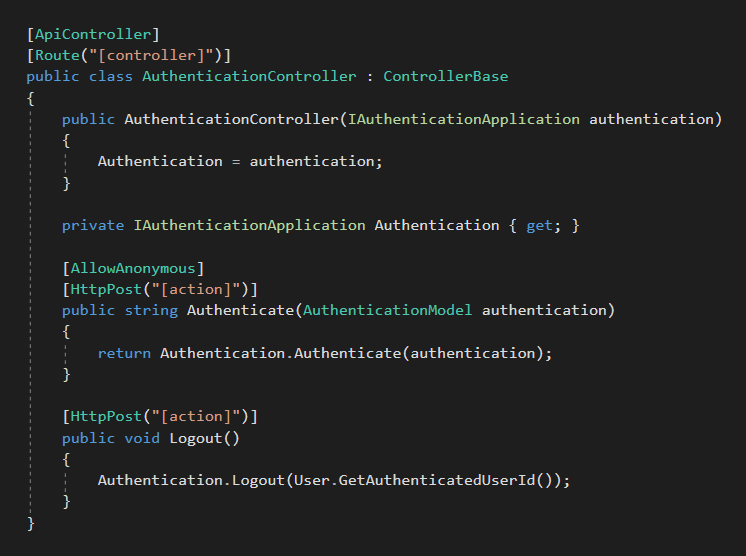 [ApiController]
[Route("[controller]")]
public class AuthenticationController : ControllerBase
{
    public AuthenticationController(IAuthenticationApplication authentication)
    {
        Authentication = authentication;
    }

    private IAuthenticationApplication Authentication { get; }

    [AllowAnonymous]
    [HttpPost("[action]")]
    public string Authenticate(AuthenticationModel authentication)
    {
        return Authentication.Authenticate(authentication);
    }

    [HttpPost("[action]")]
    public void Logout()
    {
        Authentication.Logout(User.GetAuthenticatedUserId());
    }
}